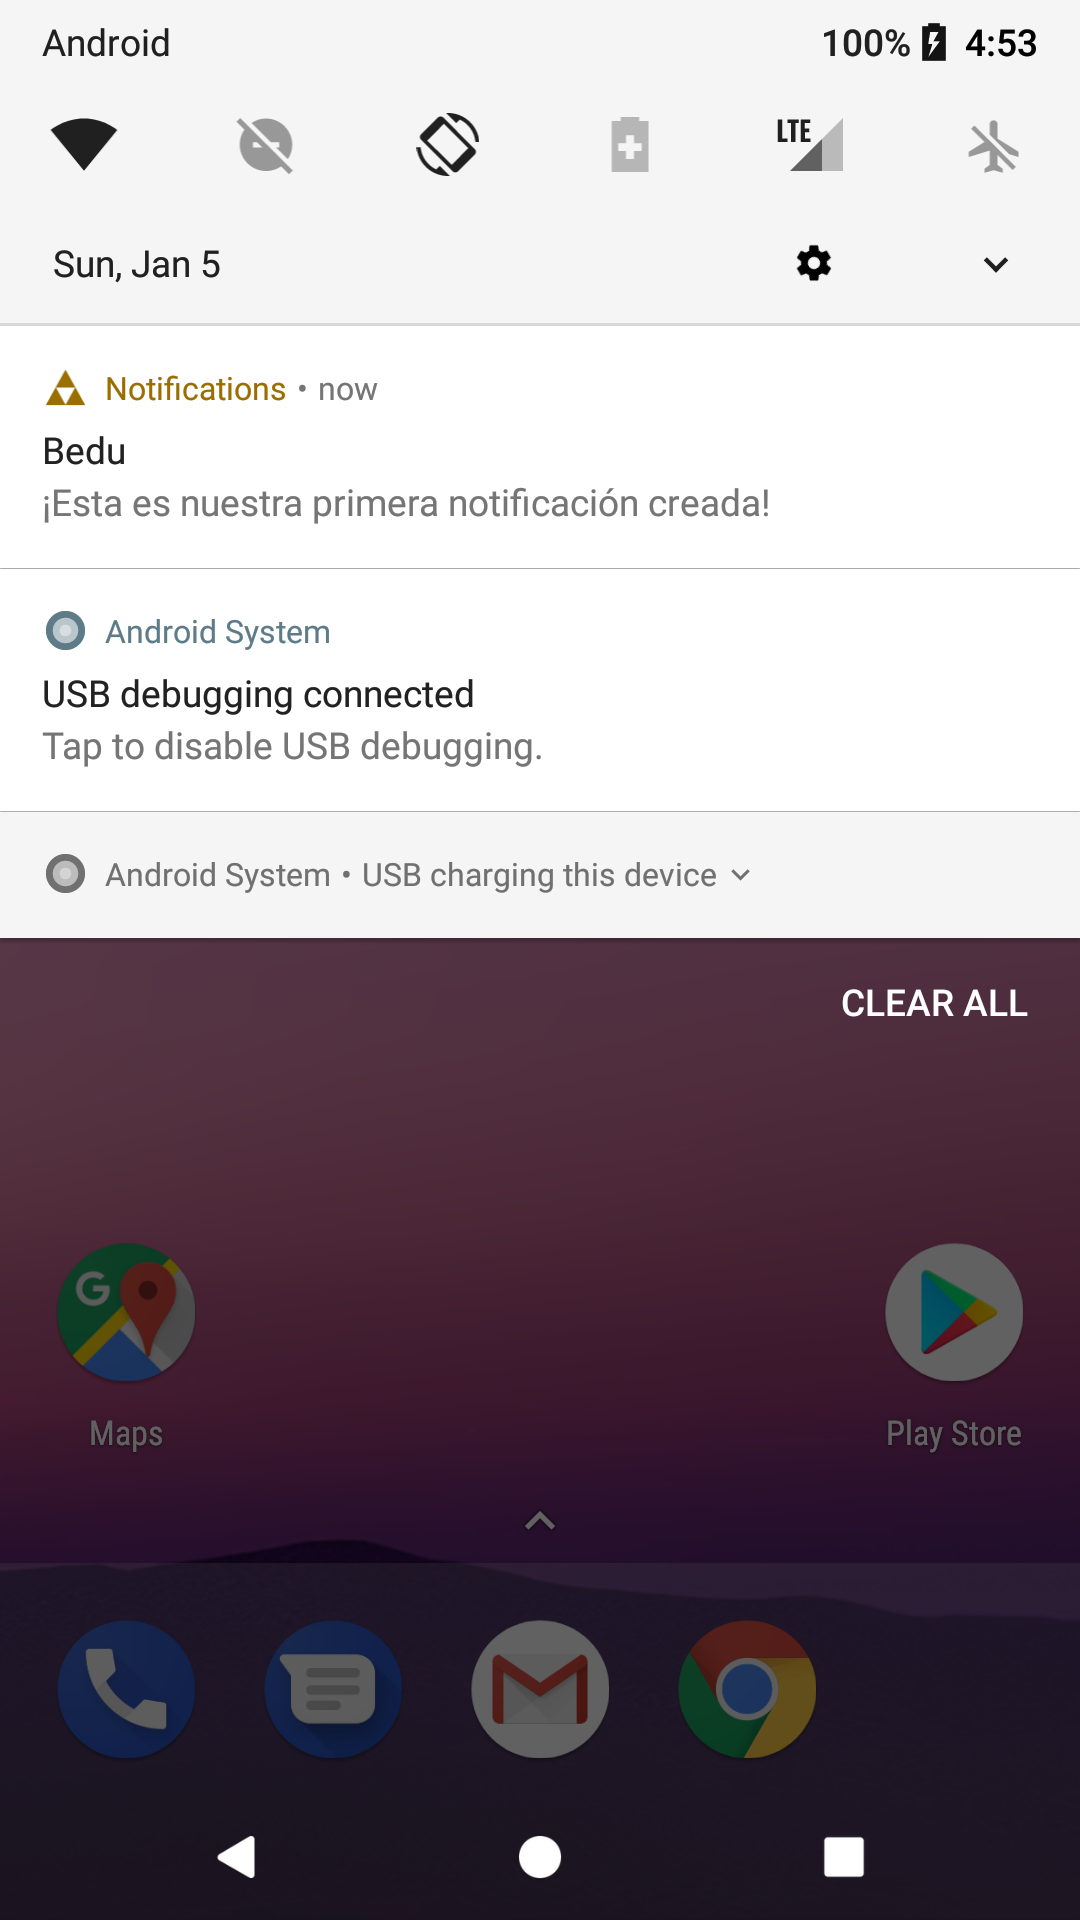 Android 100% 4:53
LTE
Sun, Jan 5
Notifications • now
Bedu
¡Esta es nuestra primera notificación creada!
Android System
USB debugging connected
Tap to disable USB debugging.
Android System • USB charging this device
CLEAR ALL
G
Maps Play Store